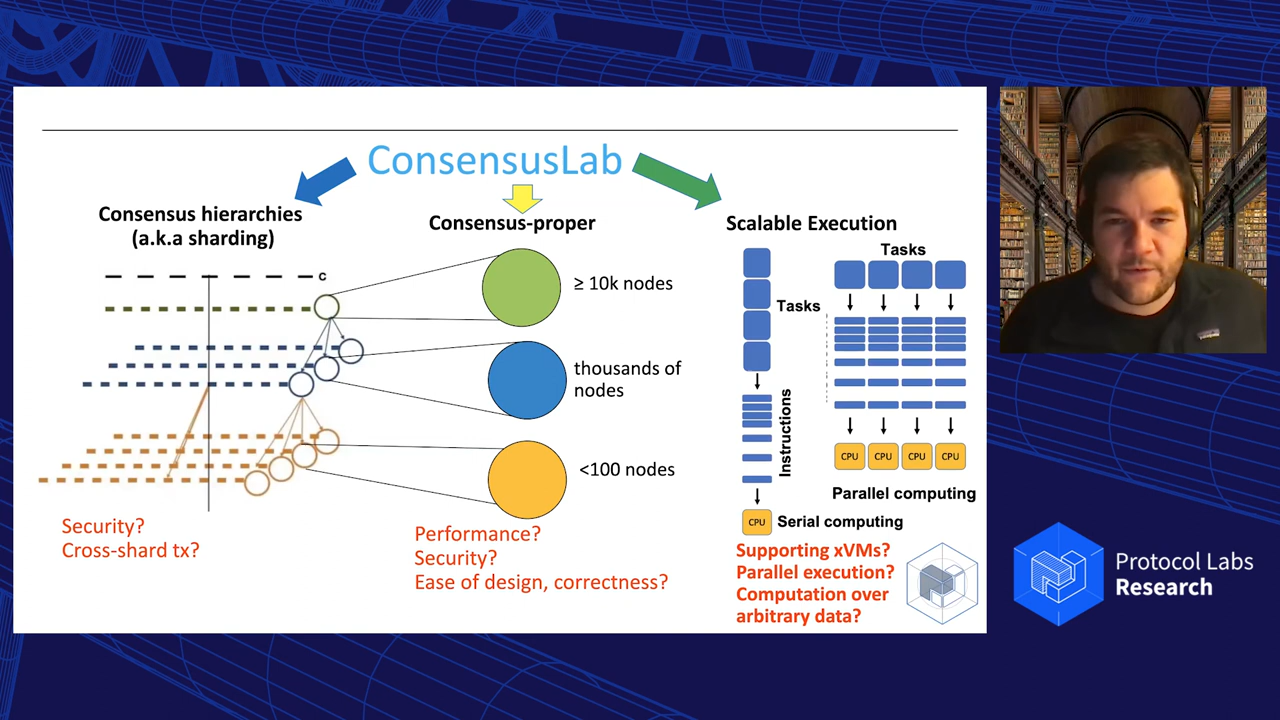 ConsensusLab
Consensus hierarchies
(a.k.a sharding)
C
Security?
Cross-shard tx?
Consensus-proper
≥ 10k nodes
thousands of
nodes
<100 nodes
Performance?
Security?
Ease of design, correctness?
Scalable Execution
Tasks
Instructions
CPU
Serial computing
Tasks
CPU CPU CPU CPU
Parallel computing
Supporting xVMs?
Parallel execution?
Computation over
arbitrary data?
Protocol Labs
Research